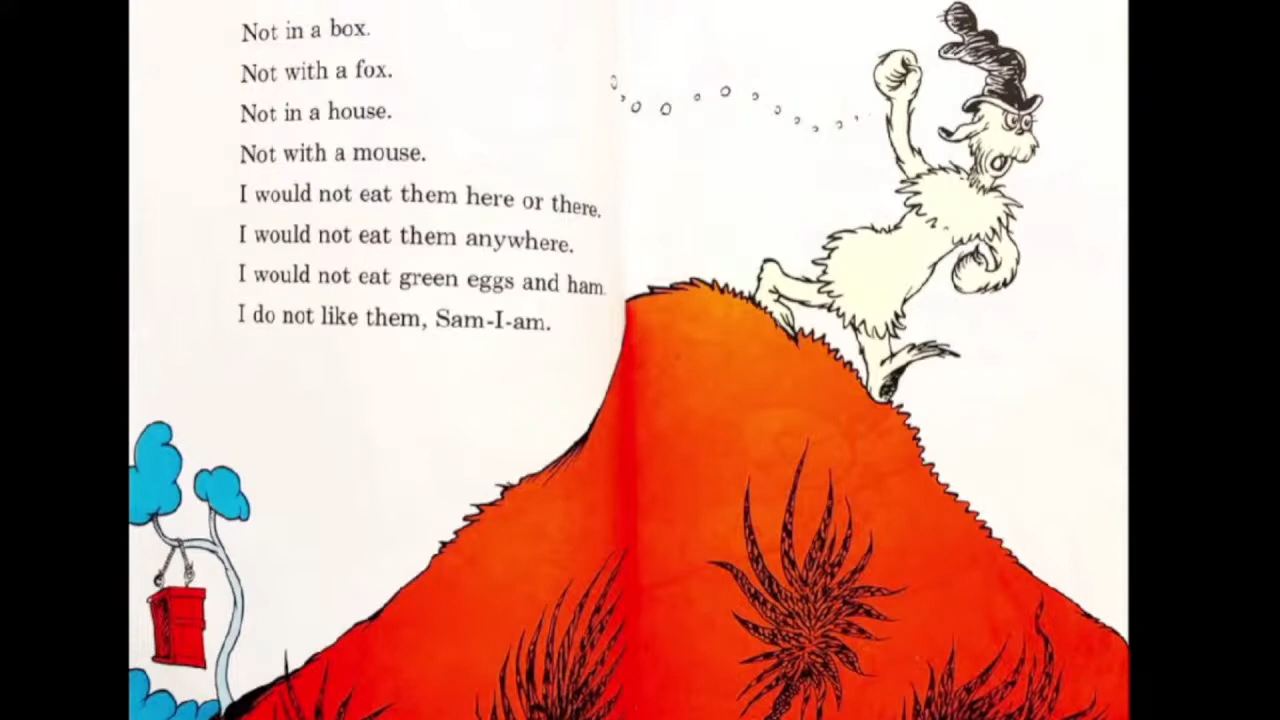 Not in a box.
Not with a fox.
Not in a house.
Not with a mouse.
I would not eat them here or there.
I would not eat them anywhere.
I would not eat green eggs and ham.
I do not like them, Sam-I-am.